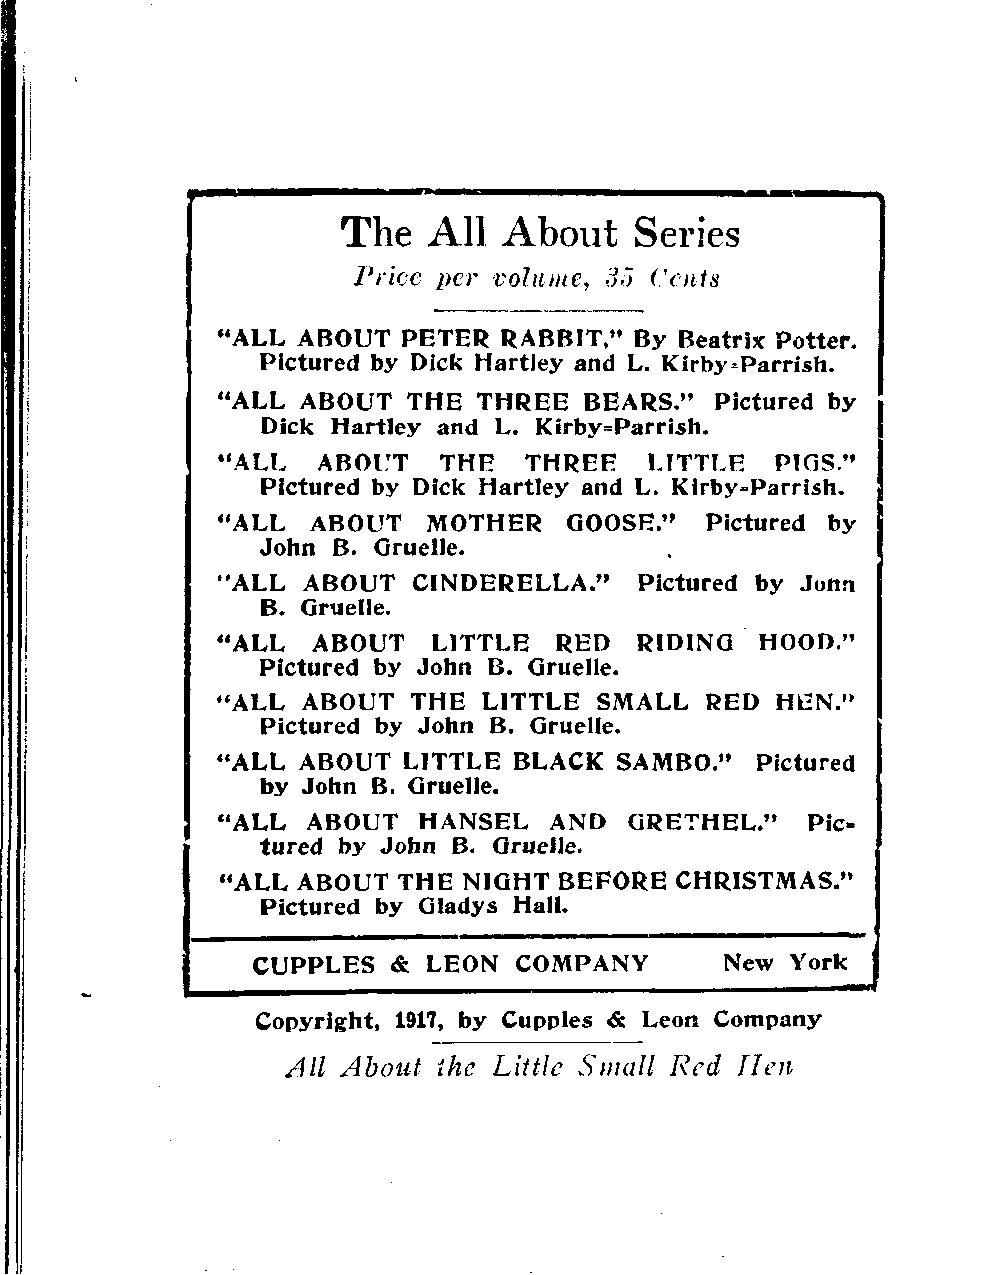 The All About Series
Price per volume, 35 Cents
"ALL ABOUT PETER RABBIT," By Beatrix Potter.
Pictured by Dick Hartley and L. Kirby=Parrish.
"ALL ABOUT THE THREE BEARS." Pictured by
Dick Hartley and L. Kirby=Parrish.
"ALL ABOUT THE THREE LITTLE PIGS."
Pictured by Dick Hartley and L. Kirby=Parrish.
"ALL ABOUT MOTHER GOOSE." Pictured by
John B. Gruelle.
"ALL ABOUT CINDERELLA." Pictured by John
B. Gruelle.
"ALL ABOUT LITTLE RED RIDING HOOD."
Pictured by John B. Gruelle.
"ALL ABOUT THE LITTLE SMALL RED HEN."
Pictured by John B. Gruelle.
"ALL ABOUT LITTLE BLACK SAMBO." Pictured
by John B. Gruelle.
"ALL ABOUT HANSEL AND GRETHEL." Pic-
tured by John B. Gruelle.
"ALL ABOUT THE NIGHT BEFORE CHRISTMAS."
Pictured by Gladys Hall.
CUPPLES & LEON COMPANY New York
Copyright, 1917, by Cupples & Leon Company
All About the Little Small Red Hen